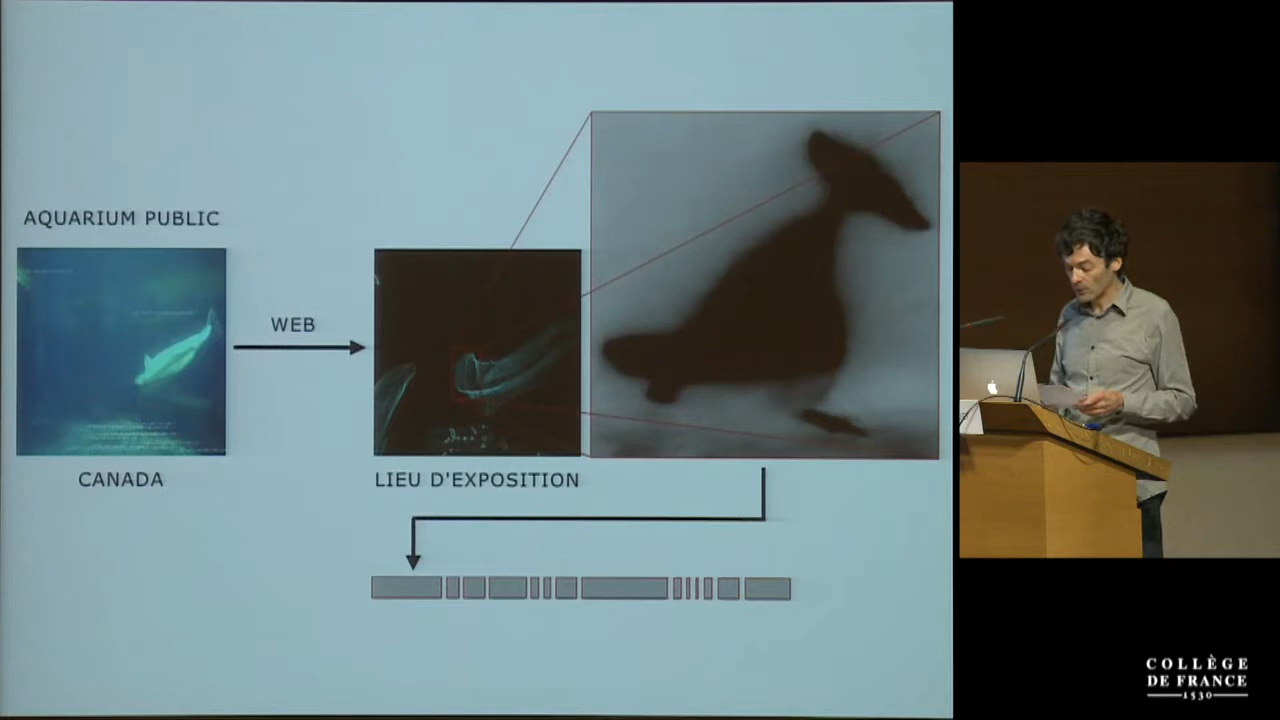 AQUARIUM PUBLIC
WEB
CANADA
LIEU D'EXPOSITION
COLLÈGE
DE FRANCE
1530